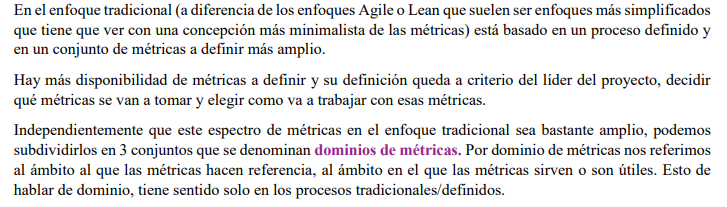 En el enfoque tradicional (a diferencia de los enfoques Agile o Lean que suelen ser enfoques más simplificados
que tiene que ver con una concepción más minimalista de las métricas) está basado en un proceso definido y
en un conjunto de métricas a definir más amplio.
Hay más disponibilidad de métricas a definir y su definición queda a criterio del líder del proyecto, decidir
qué métricas se van a tomar y elegir como va a trabajar con esas métricas.
Independientemente que este espectro de métricas en el enfoque tradicional sea bastante amplio, podemos
subdividirlos en 3 conjuntos que se denominan dominios de métricas. Por dominio de métricas nos referimos
al ámbito al que las métricas hacen referencia, al ámbito en el que las métricas sirven o son útiles. Esto de
hablar de dominio, tiene sentido solo en los procesos tradicionales/definidos.